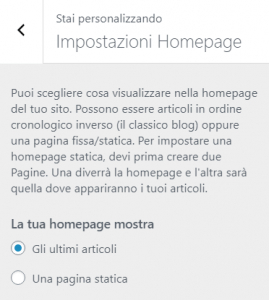 Stai personalizzando
Impostazioni Homepage
Puoi scegliere cosa visualizzare nella homepage
del tuo sito. Possono essere articoli in ordine
cronologico inverso (il classico blog) oppure
una pagina fissa/statica. Per impostare una
homepage statica, devi prima creare due
Pagine. Una diverrà la homepage e l'altra sarà
quella dove appariranno i tuoi articoli.
La tua homepage mostra
Gli ultimi articoli
Una pagina statica